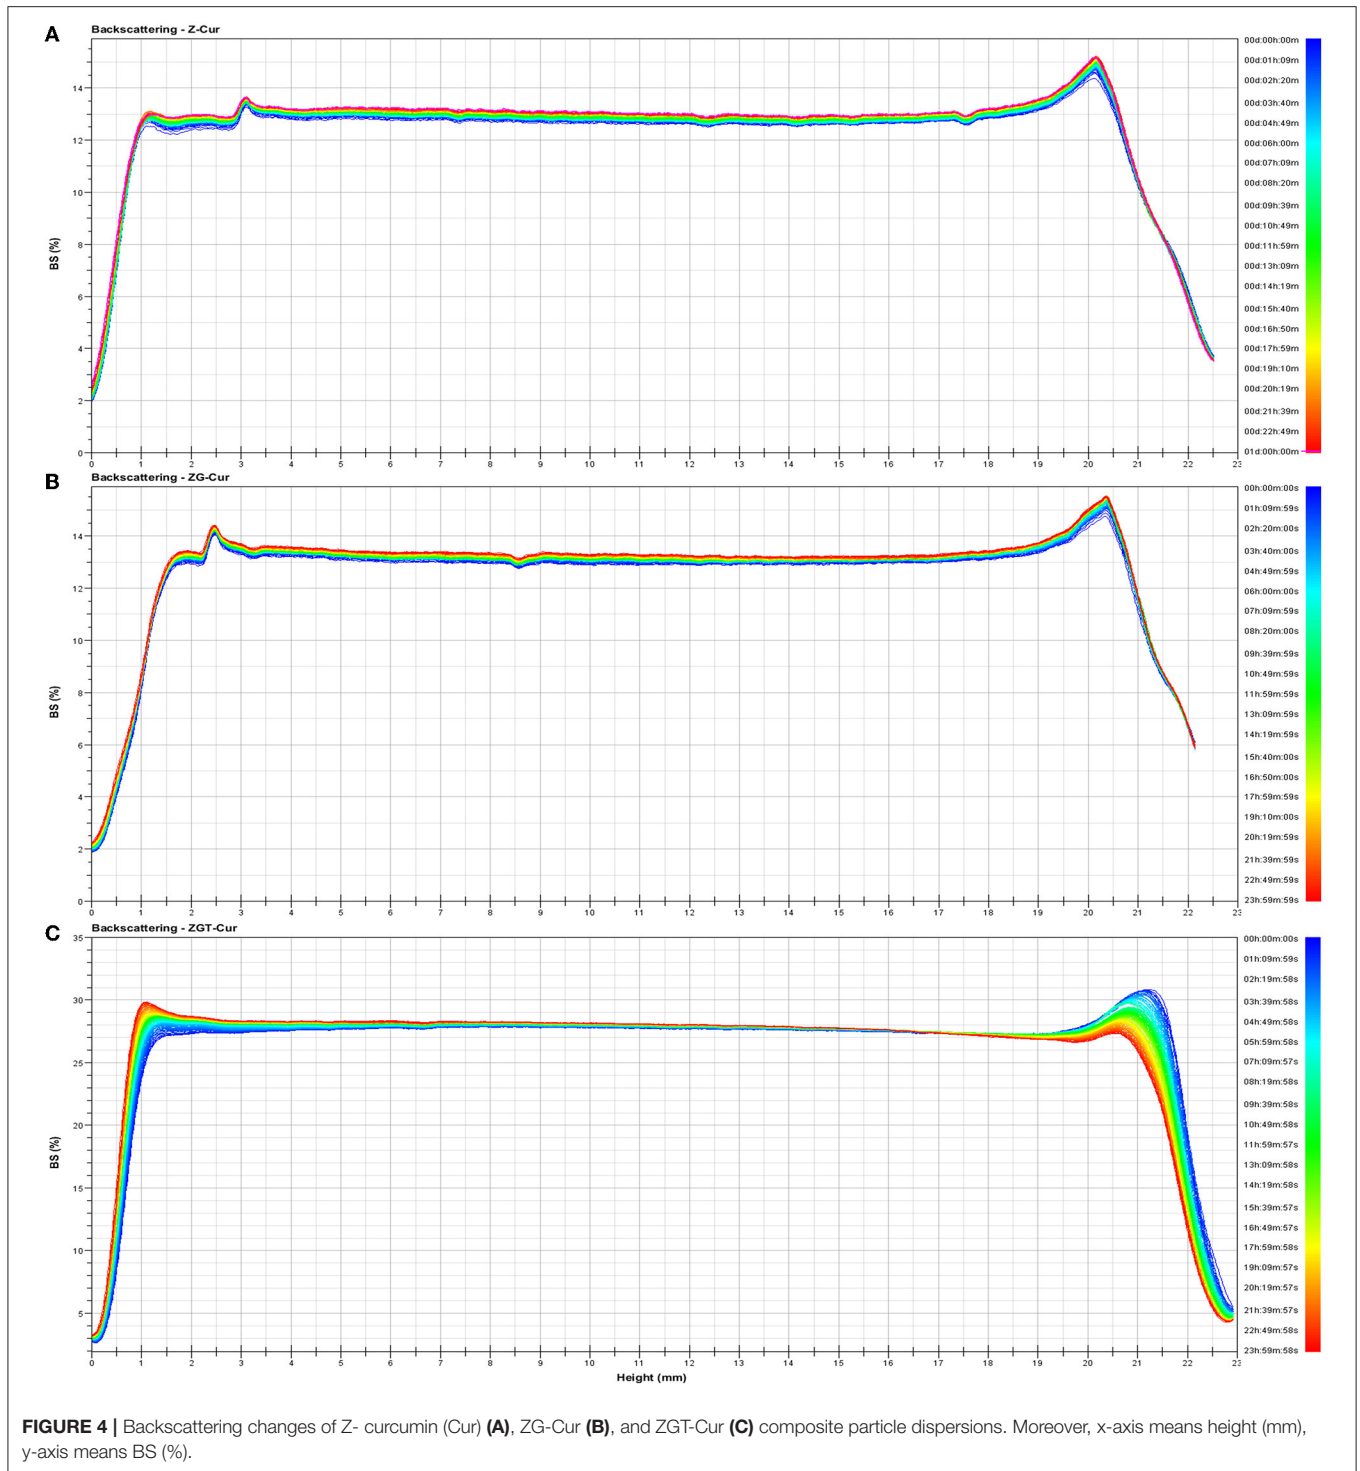 A
Backscattering - Z-Cur
BS (%)
14
12
10
8
6
4
2
0
0 1 2 3 4 5 6 7 8 9 10 11 12 13 14 15 16 17 18 19 20 21 22 23
00d:00h:00m
00d:01h:09m
00d:02h:20m
00d:03h:40m
00d:04h:49m
00d:06h:00m
00d:07h:09m
00d:08h:20m
00d:09h:39m
00d:10h:49m
00d:11h:59m
00d:13h:09m
00d:14h:19m
00d:15h:40m
00d:16h:50m
00d:17h:59m
00d:19h:10m
00d:20h:19m
00d:21h:39m
00d:22h:49m
01d:00h:00m
B
Backscattering - ZG-Cur
BS (%)
14
12
10
8
6
4
2
0
0 1 2 3 4 5 6 7 8 9 10 11 12 13 14 15 16 17 18 19 20 21 22 23
00h:00m:00s
01h:09m:59s
02h:20m:00s
03h:40m:00s
04h:49m:59s
06h:00m:00s
07h:09m:59s
08h:20m:00s
09h:39m:59s
10h:49m:59s
11h:59m:59s
13h:09m:59s
14h:19m:59s
15h:40m:00s
16h:50m:00s
17h:59m:59s
19h:10m:00s
20h:19m:59s
21h:39m:59s
22h:49m:59s
23h:59m:59s
C
Backscattering - ZGT-Cur
BS (%)
35
30
25
20
15
10
5
0 1 2 3 4 5 6 7 8 9 10 11 12 13 14 15 16 17 18 19 20 21 22 23
Height (mm)
00h:00m:00s
01h:09m:59s
02h:19m:58s
03h:39m:58s
04h:49m:58s
05h:59m:58s
07h:09m:57s
08h:19m:58s
09h:39m:58s
10h:49m:58s
11h:59m:57s
13h:09m:58s
14h:19m:58s
15h:39m:57s
16h:49m:57s
17h:59m:58s
19h:09m:57s
20h:19m:57s
21h:39m:57s
22h:49m:58s
23h:59m:58s
FIGURE 4 | Backscattering changes of Z- curcumin (Cur) (A), ZG-Cur (B), and ZGT-Cur (C) composite particle dispersions. Moreover, x-axis means height (mm),
y-axis means BS (%).